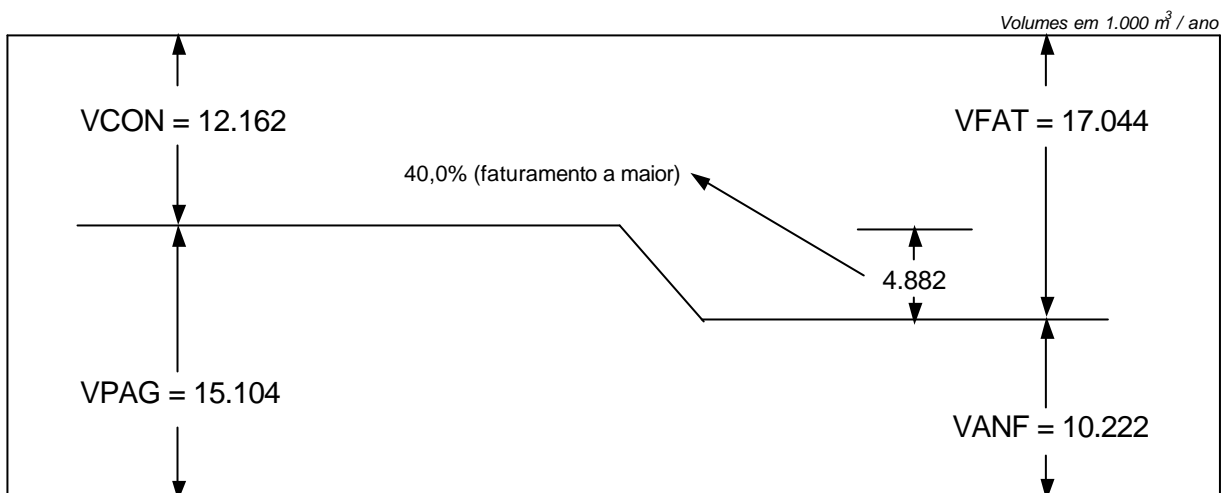 Volumes em 1.000 m³ / ano
VCON = 12.162
VFAT = 17.044
40,0% (faturamento a maior)
4.882
VPAG = 15.104
VANF = 10.222